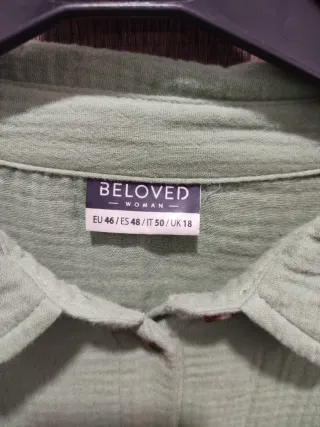 BELOVED
— WOMAN —
EU 46 / ES 48 / IT 50 / UK 18